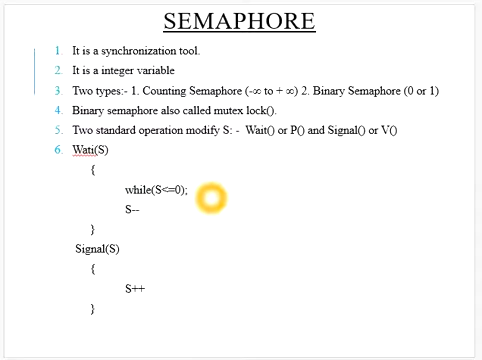 SEMAPHORE
1. It is a synchronization tool.
2. It is a integer variable
3. Two types:- 1. Counting Semaphore (-∞ to + ∞) 2. Binary Semaphore (0 or 1)
4. Binary semaphore also called mutex lock().
5. Two standard operation modify S: - Wait() or P() and Signal() or V()
6. Wati(S)
{
while(S<=0);
S--
}
Signal(S)
{
S++
}